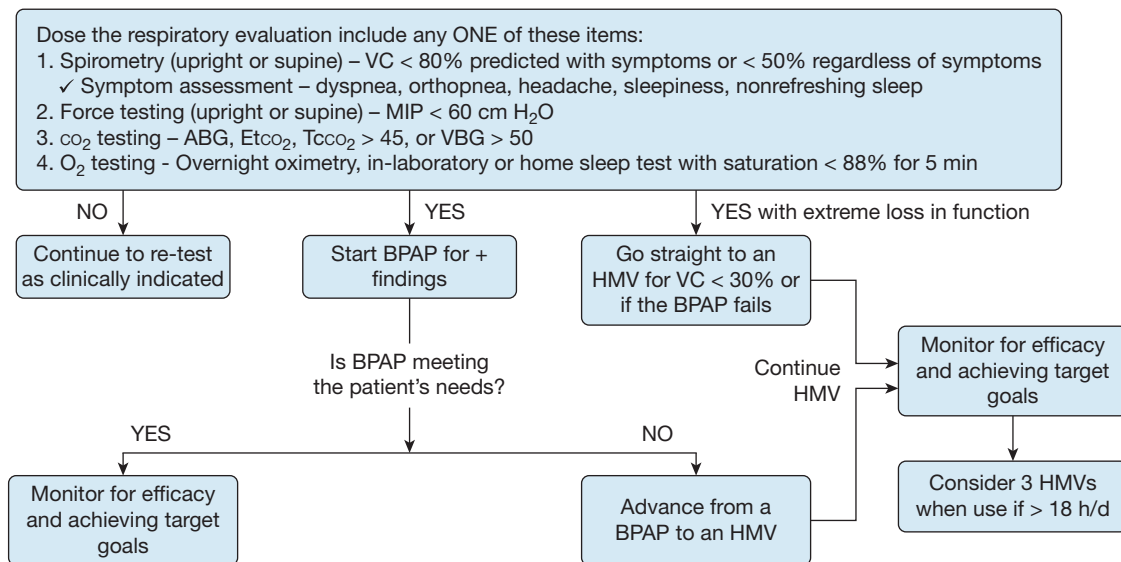 Dose the respiratory evaluation include any ONE of these items:
1. Spirometry (upright or supine) – VC < 80% predicted with symptoms or < 50% regardless of symptoms
✓ Symptom assessment – dyspnea, orthopnea, headache, sleepiness, nonrefreshing sleep
2. Force testing (upright or supine) – MIP < 60 cm H₂O
3. CO₂ testing – ABG, EtCO₂, TcCO₂ > 45, or VBG > 50
4. O₂ testing - Overnight oximetry, in-laboratory or home sleep test with saturation < 88% for 5 min
NO
YES
YES with extreme loss in function
Continue to re-test
as clinically indicated
Start BPAP for +
findings
Go straight to an
HMV for VC < 30% or
if the BPAP fails
Is BPAP meeting
the patient's needs?
Continue
HMV
Monitor for efficacy
and achieving target
goals
YES
NO
Monitor for efficacy
and achieving target
goals
Advance from a
BPAP to an HMV
Consider 3 HMVs
when use if > 18 h/d